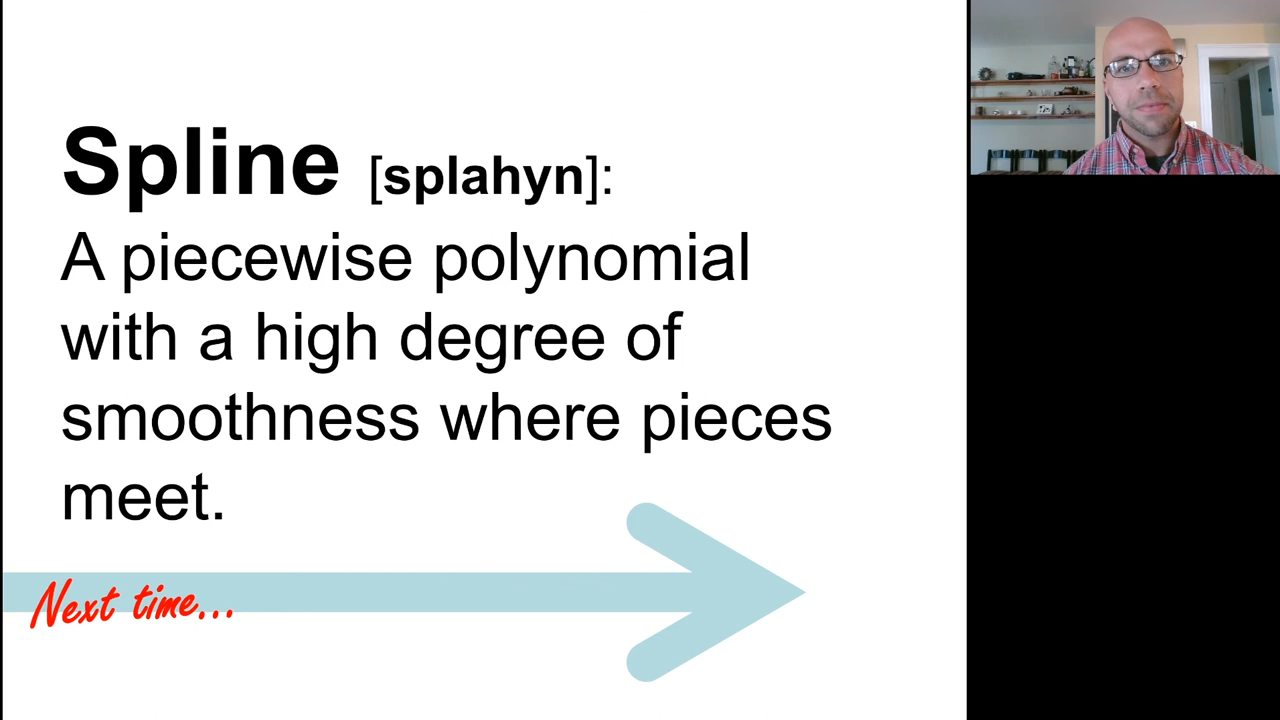 Spline [splahyn]:
A piecewise polynomial
with a high degree of
smoothness where pieces
meet.
Next time...